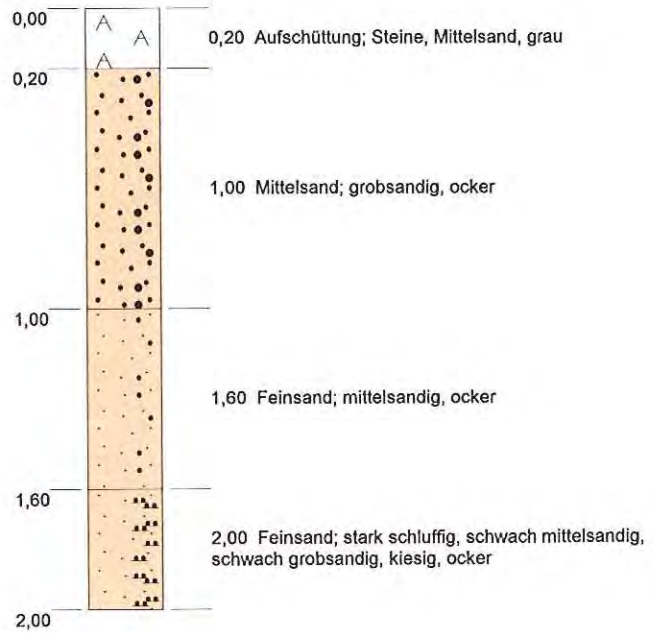 0,00
0,20 Aufschüttung; Steine, Mittelsand, grau
0,20
1,00 Mittelsand; grobsandig, ocker
1,00
1,60 Feinsand; mittelsandig, ocker
1,60
2,00 Feinsand; stark schluffig, schwach mittelsandig,
schwach grobsandig, kiesig, ocker
2,00